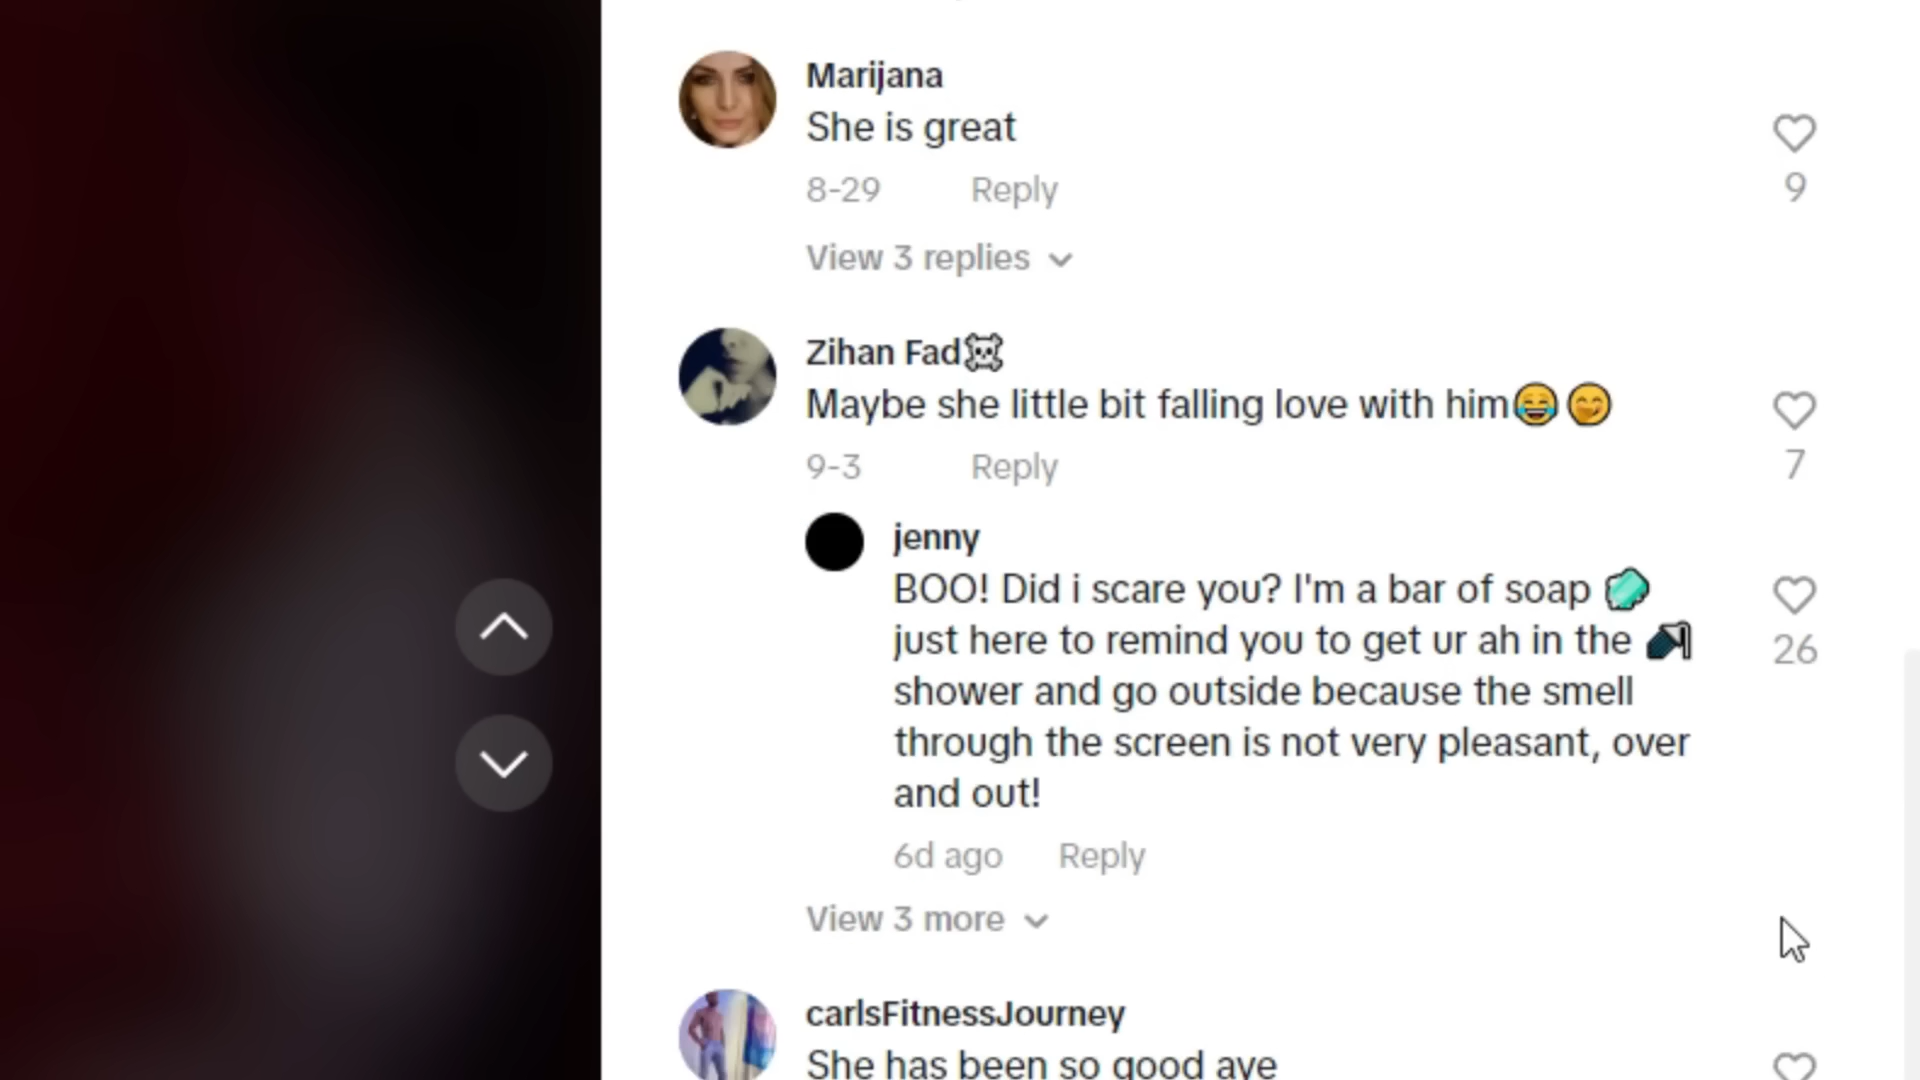 Marijana
She is great
9
8-29 Reply
View 3 replies
Zihan Fad☠
Maybe she little bit falling love with him😂🤭
7
9-3 Reply
jenny
BOO! Did i scare you? I'm a bar of soap 🧼
just here to remind you to get ur ah in the 🚿
26
shower and go outside because the smell
through the screen is not very pleasant, over
and out!
6d ago Reply
View 3 more
carlsFitnessJourney
She has been so good aye